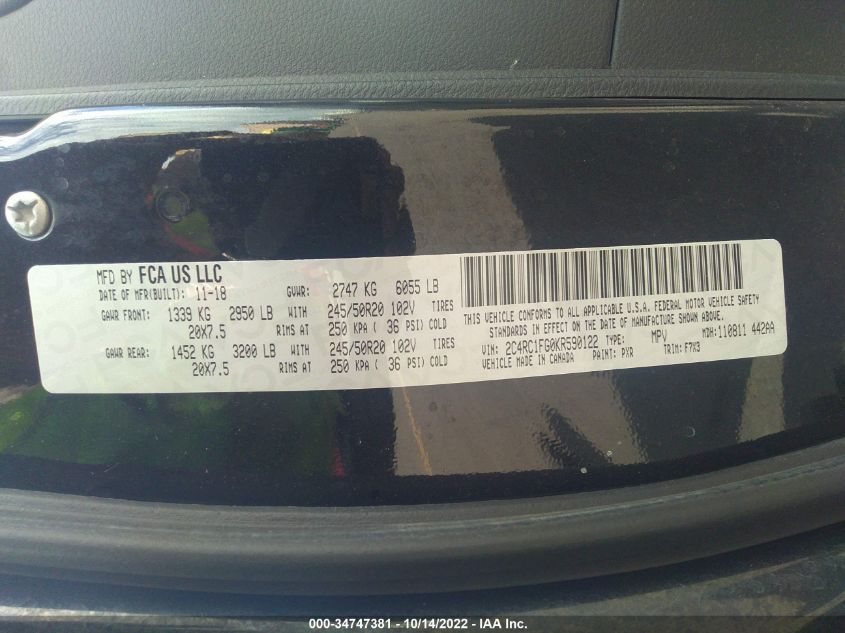 MFD BY FCA US LLC
DATE OF MFR(BUILT): 11-18 GVWR: 2747 KG 6055 LB
GAWR FRONT: 1339 KG 2950 LB WITH 245/50R20 102V TIRES
20X7.5 RIMS AT 250 KPA ( 36 PSI) COLD
GAWR REAR: 1452 KG 3200 LB WITH 245/50R20 102V TIRES
20X7.5 RIMS AT 250 KPA ( 36 PSI) COLD
THIS VEHICLE CONFORMS TO ALL APPLICABLE U.S.A. FEDERAL MOTOR VEHICLE SAFETY
STANDARDS IN EFFECT ON THE DATE OF MANUFACTURE SHOWN ABOVE.
VIN: 2C4RC1FG0KR590122 TYPE: MPV MDH: 110811 442AA
VEHICLE MADE IN CANADA PAINT: PXR TRIM: F7X3
000-34747381 - 10/14/2022 - IAA Inc.